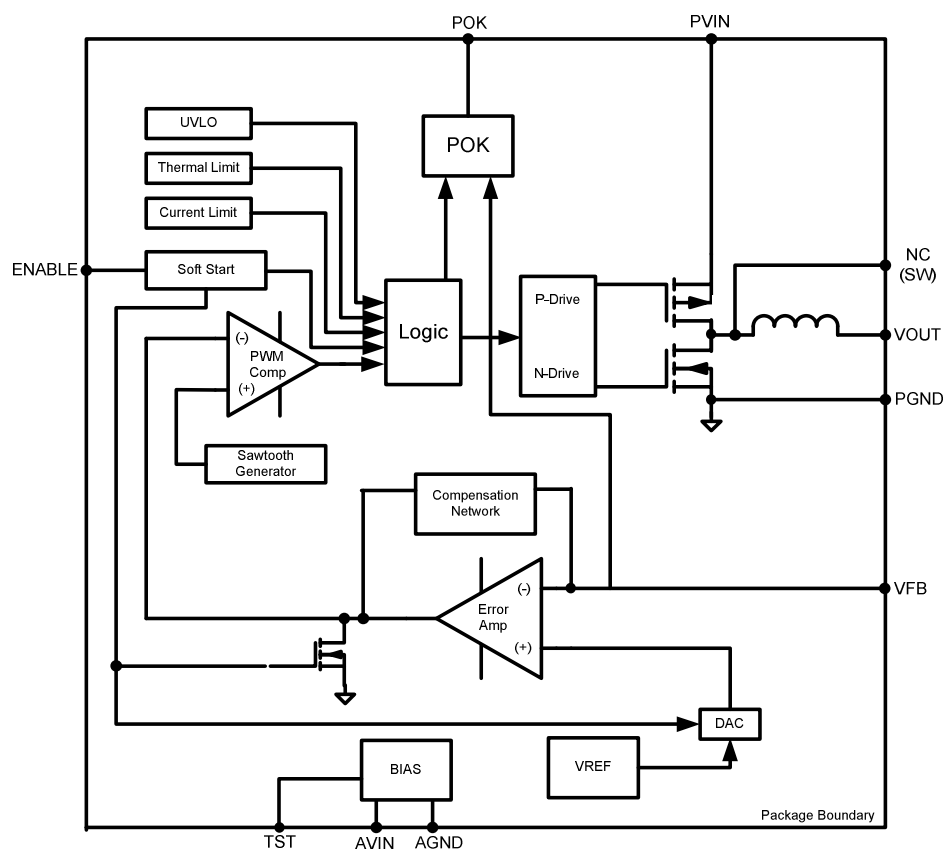 POK
PVIN
UVLO
Thermal Limit
Current Limit
POK
ENABLE
Soft Start
NC
(SW)
P-Drive
Logic
(-)
PWM
Comp
(+)
N-Drive
VOUT
PGND
Sawtooth
Generator
Compensation
Network
(-)
Error
Amp
(+)
VFB
DAC
BIAS
VREF
Package Boundary
TST
AVIN
AGND